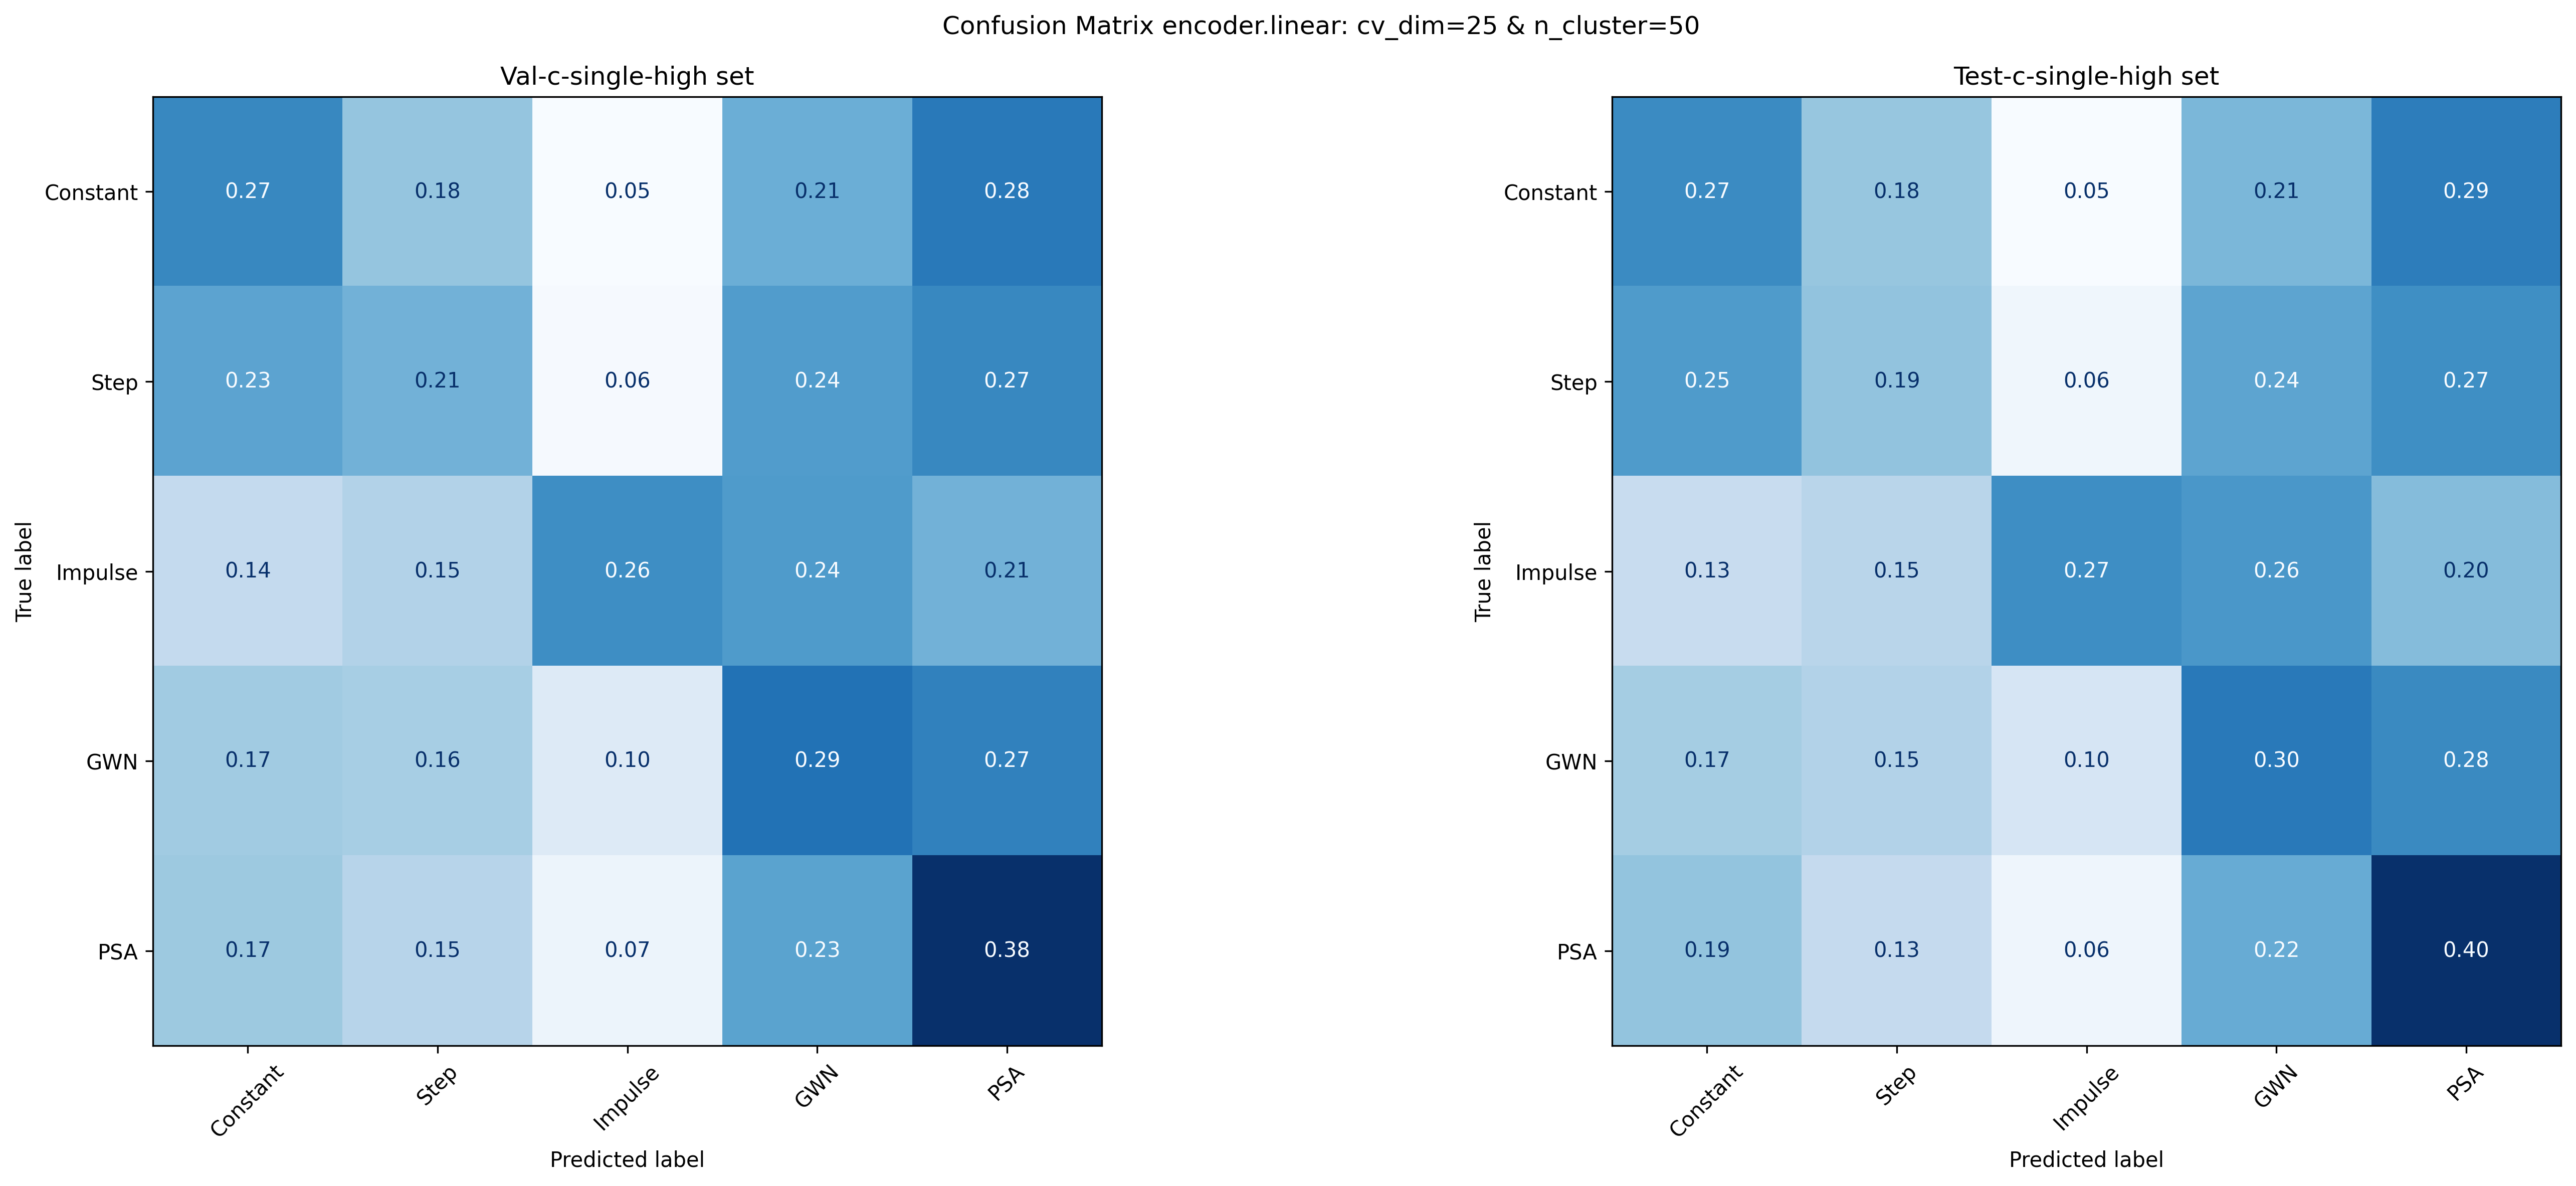 Confusion Matrix encoder.linear: cv_dim=25 & n_cluster=50
Val-c-single-high set
True label
Constant 0.27 0.18 0.05 0.21 0.28
Step 0.23 0.21 0.06 0.24 0.27
Impulse 0.14 0.15 0.26 0.24 0.21
GWN 0.17 0.16 0.10 0.29 0.27
PSA 0.17 0.15 0.07 0.23 0.38
Constant Step Impulse GWN PSA
Predicted label
Test-c-single-high set
True label
Constant 0.27 0.18 0.05 0.21 0.29
Step 0.25 0.19 0.06 0.24 0.27
Impulse 0.13 0.15 0.27 0.26 0.20
GWN 0.17 0.15 0.10 0.30 0.28
PSA 0.19 0.13 0.06 0.22 0.40
Constant Step Impulse GWN PSA
Predicted label